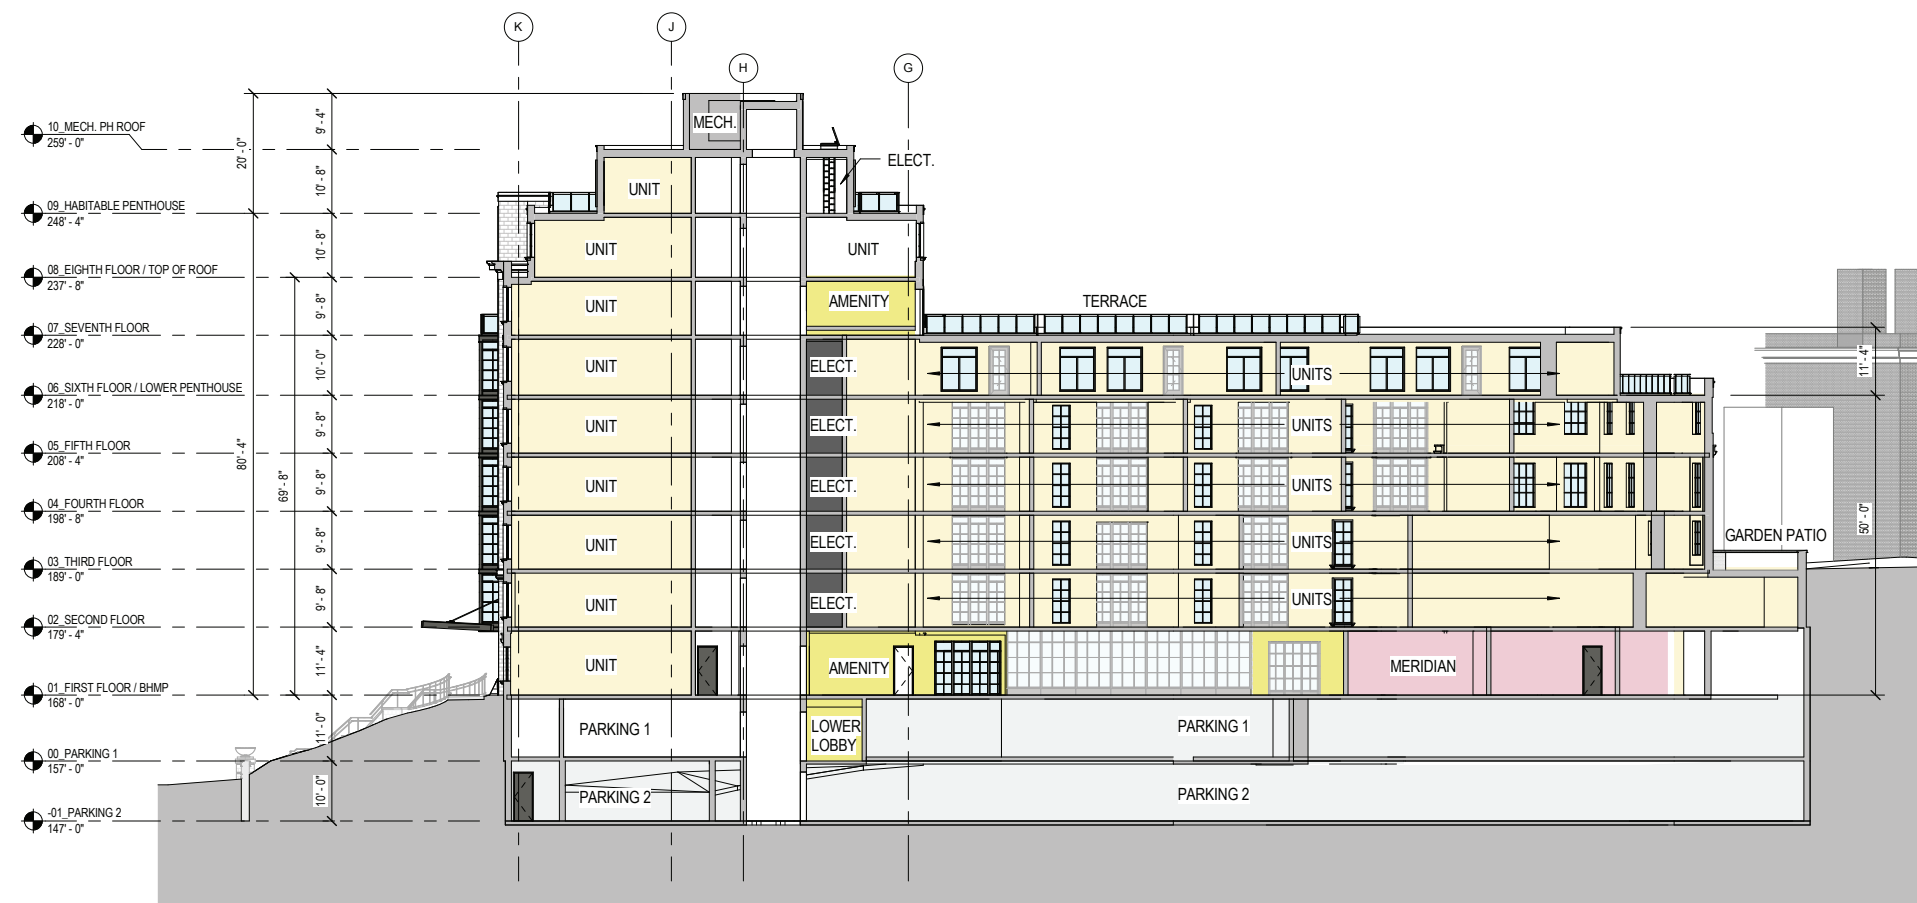 K
J
H
G
10_MECH. PH ROOF
259' - 0"
09_HABITABLE PENTHOUSE
248' - 4"
08_EIGHTH FLOOR / TOP OF ROOF
237' - 8"
07_SEVENTH FLOOR
228' - 0"
06_SIXTH FLOOR / LOWER PENTHOUSE
218' - 0"
05_FIFTH FLOOR
208' - 4"
04_FOURTH FLOOR
198' - 8"
03_THIRD FLOOR
189' - 0"
02_SECOND FLOOR
179' - 4"
01_FIRST FLOOR / BHMP
168' - 0"
00_PARKING 1
157' - 0"
-01_PARKING 2
147' - 0"
20' - 0"
80' - 4"
69' - 8"
9' - 4"
10' - 8"
10' - 8"
9' - 8"
10' - 0"
9' - 8"
9' - 8"
9' - 8"
9' - 8"
11' - 4"
11' - 0"
10' - 0"
MECH.
ELECT.
UNIT
UNIT
UNIT
UNIT
AMENITY
TERRACE
UNIT
ELECT.
UNITS
UNIT
ELECT.
UNITS
UNIT
ELECT.
UNITS
UNIT
ELECT.
UNITS
GARDEN PATIO
UNIT
ELECT.
UNITS
UNIT
AMENITY
MERIDIAN
PARKING 1
LOWER
LOBBY
PARKING 1
PARKING 2
PARKING 2
11' - 4"
50' - 0"